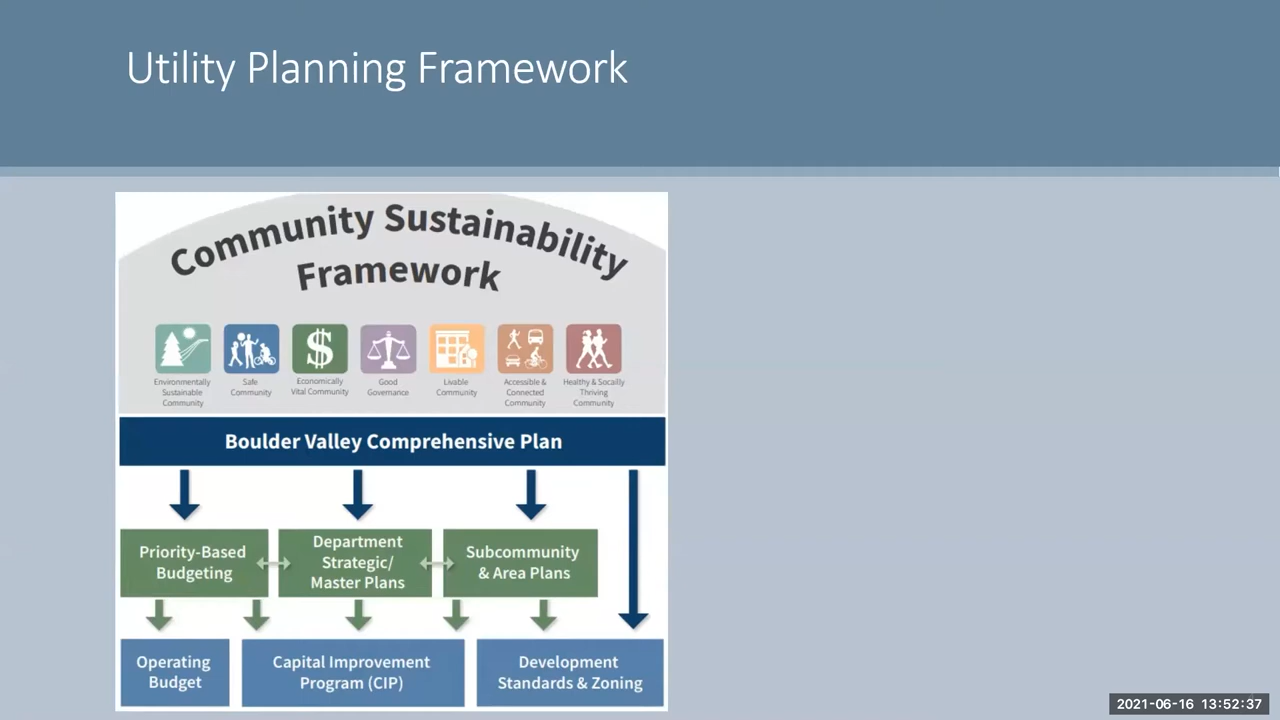 Utility Planning Framework
Community Sustainability
Framework
Environmentally
Sustainable
Community
Safe
Community
Economically
Vital Community
Good
Governance
Livable
Community
Accessible &
Connected
Community
Healthy & Socailly
Thriving
Community
Boulder Valley Comprehensive Plan
Priority-Based
Budgeting
Department
Strategic/
Master Plans
Subcommunity
& Area Plans
Operating
Budget
Capital Improvement
Program (CIP)
Development
Standards & Zoning
2021-06-16 13:52:37